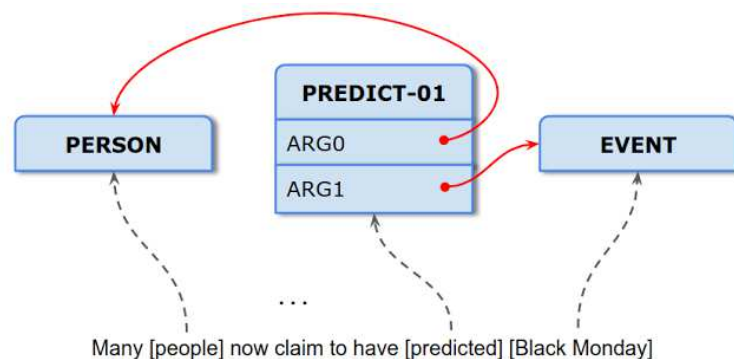 PREDICT-01
PERSON
ARG0
EVENT
ARG1
...
Many [people] now claim to have [predicted] [Black Monday]